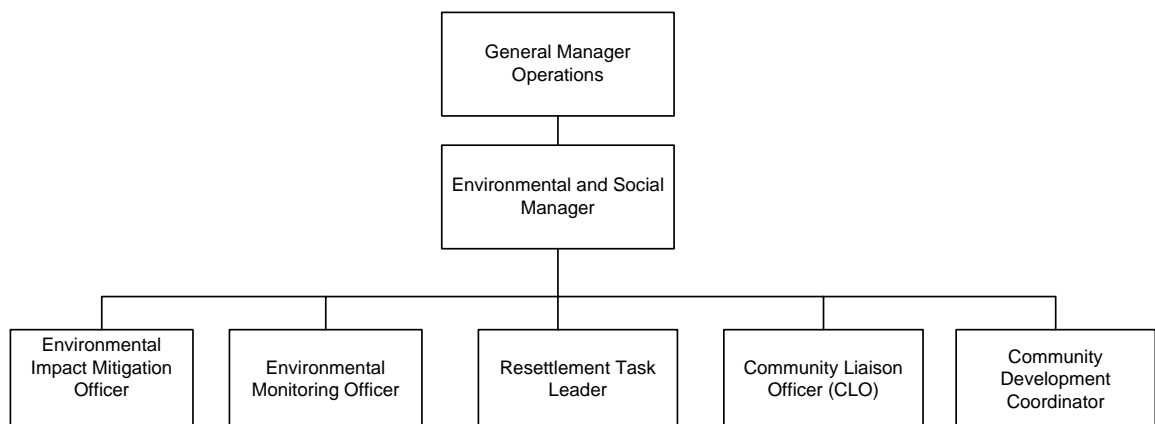 General Manager
Operations
Environmental and Social
Manager
Environmental
Impact Mitigation
Officer
Environmental
Monitoring Officer
Resettlement Task
Leader
Community Liaison
Officer (CLO)
Community
Development
Coordinator